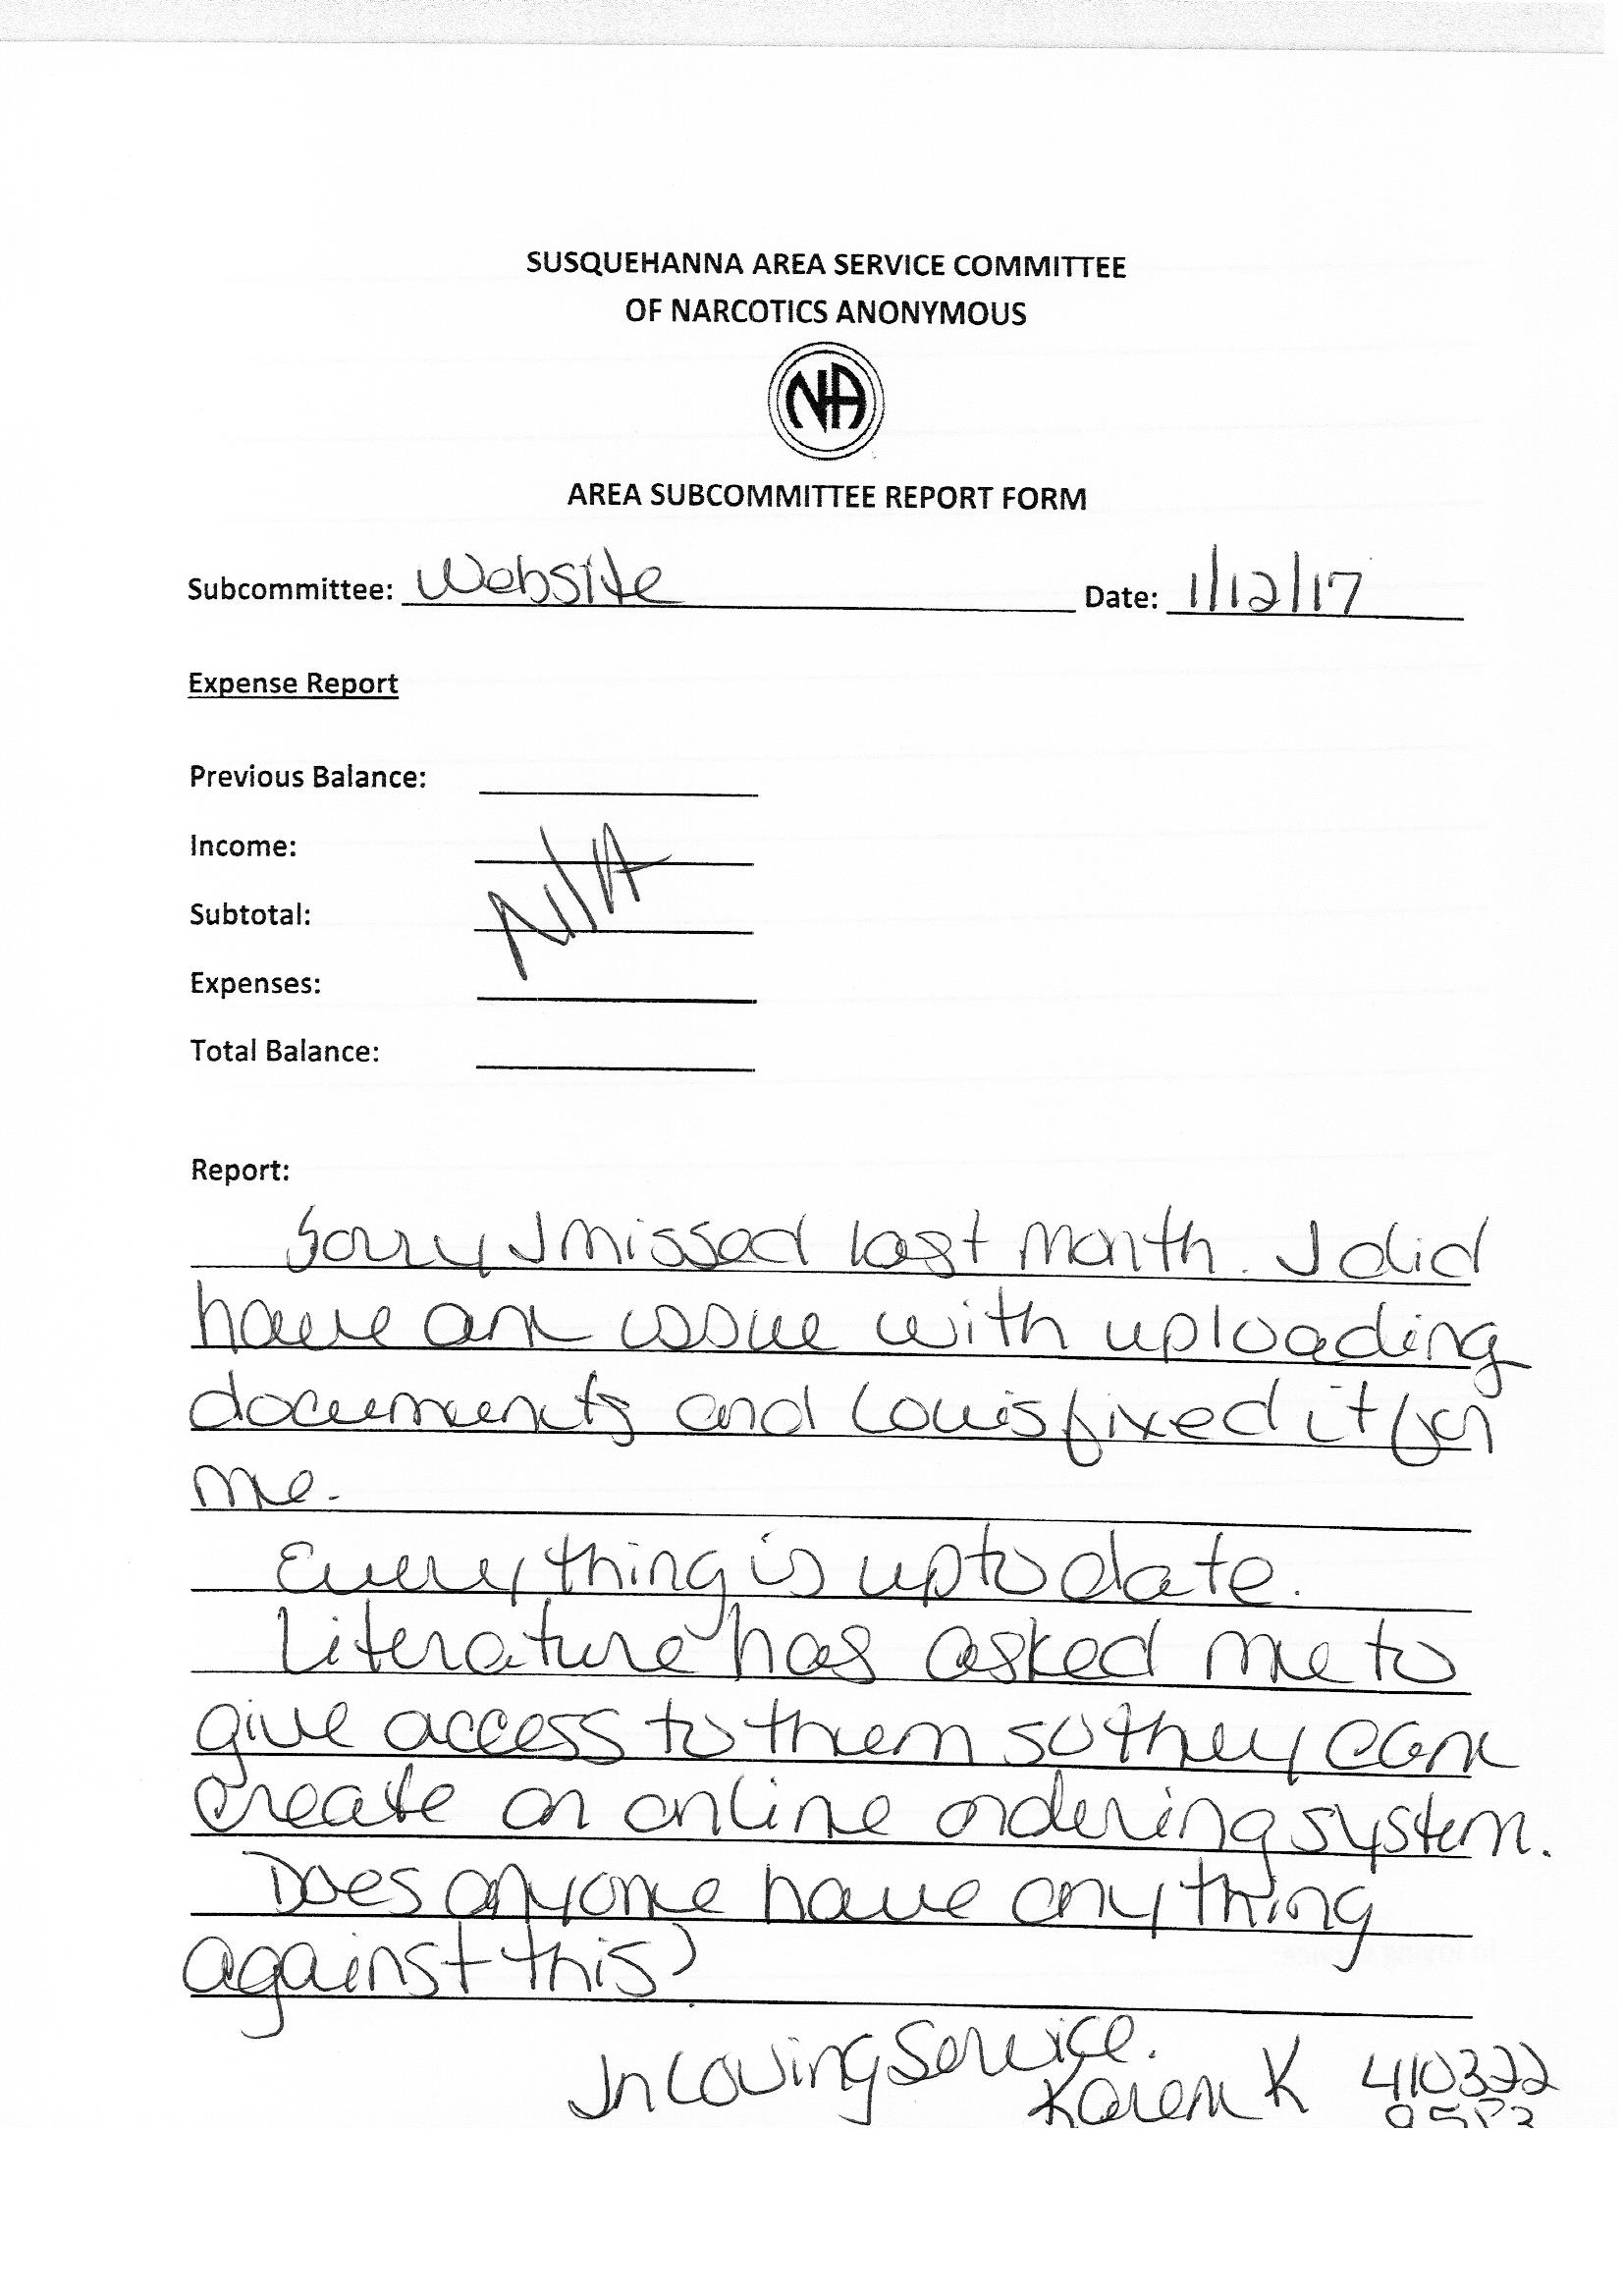 SUSQUEHANNA AREA SERVICE COMMITTEE
OF NARCOTICS ANONYMOUS
NA
AREA SUBCOMMITTEE REPORT FORM
Subcommittee: Website Date: 1/12/17
Expense Report
Previous Balance:
Income:
N/A
Subtotal:
Expenses:
Total Balance:
Report:
Sorry I missed last month. I did
have an issue with uploading
documents and Louis fixed it for
me.
Everything is up to date.
Literature has asked me to
give access to them so they can
create an online ordering system.
Does anyone have anything
against this?
In Loving Service.
Karen K 410322